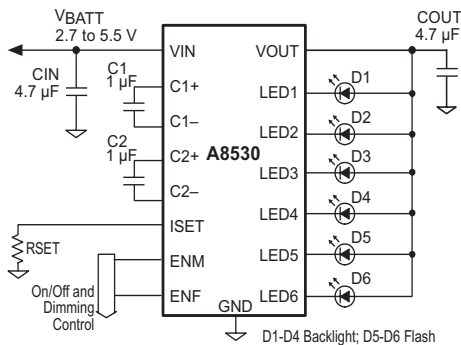 VBATT
2.7 to 5.5 V
CIN
4.7 µF
C1
1 µF
C2
1 µF
RSET
On/Off and
Dimming
Control
VIN
C1+
C1–
C2+
C2–
ISET
ENM
ENF
A8530
GND
VOUT
LED1
LED2
LED3
LED4
LED5
LED6
D1
D2
D3
D4
D5
D6
COUT
4.7 µF
D1-D4 Backlight; D5-D6 Flash